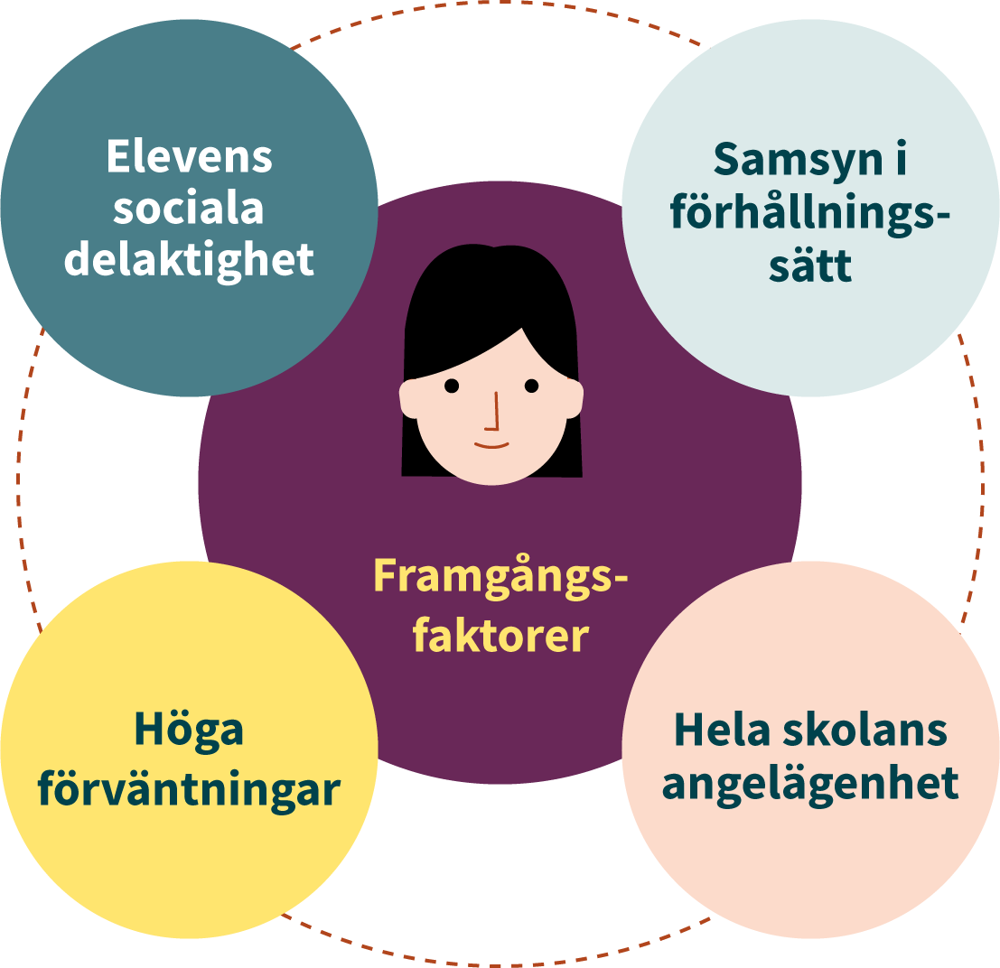 Elevens
sociala
delaktighet
Samsyn i
förhållnings-
sätt
Framgångs-
faktorer
Höga
förväntningar
Hela skolans
angelägenhet